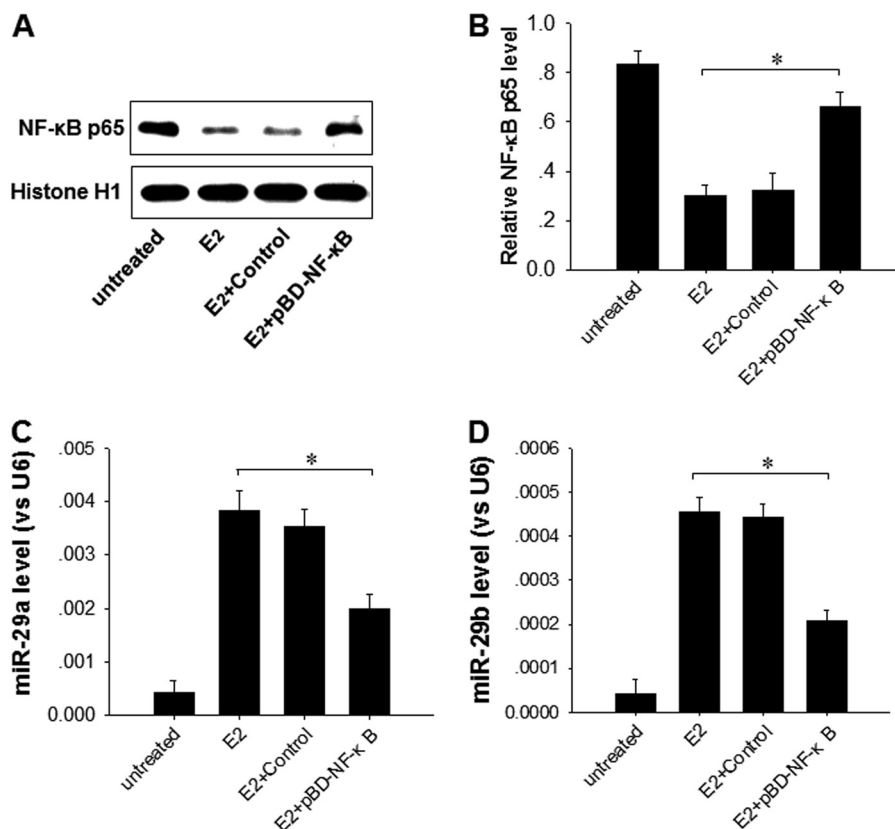 A
NF-κB p65
Histone H1
untreated
E2
E2+Control
E2+pBD-NF-κB
B
Relative NF-κB p65 level
.8
.6
.4
.2
0.0
*
untreated
E2
E2+Control
E2+pBD-NF-κ B
C
miR-29a level (vs U6)
.005
.004
.003
.002
.001
0.000
*
untreated
E2
E2+Control
E2+pBD-NF-κ B
D
miR-29b level (vs U6)
.0006
.0005
.0004
.0003
.0002
.0001
0.0000
*
untreated
E2
E2+Control
E2+pBD-NF-κ B